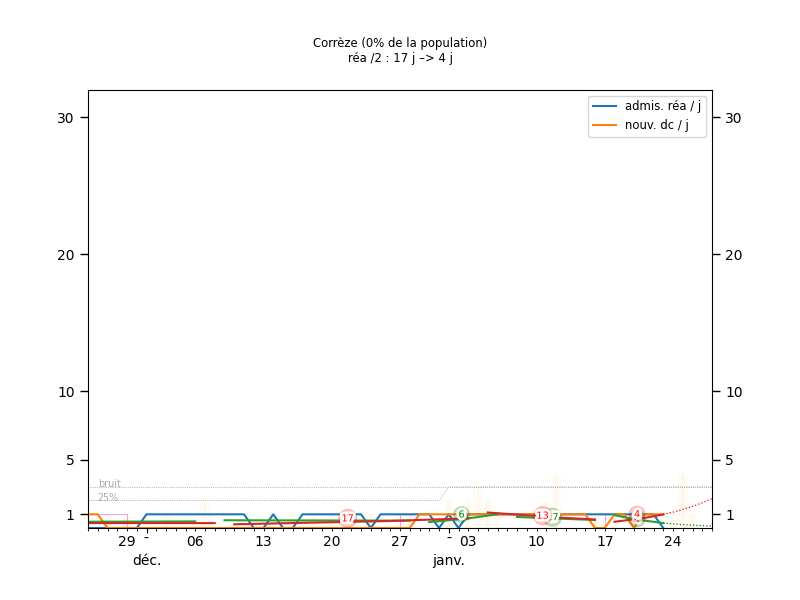 Corrèze (0% de la population)
réa /2 : 17 j –> 4 j
admis. réa / j
nouv. dc / j
30 30
20 20
10 10
5 5
bruit
25%
1 17 6 13 7 4 1
29 - 06 13 20 27 - 03 10 17 24
déc. janv.